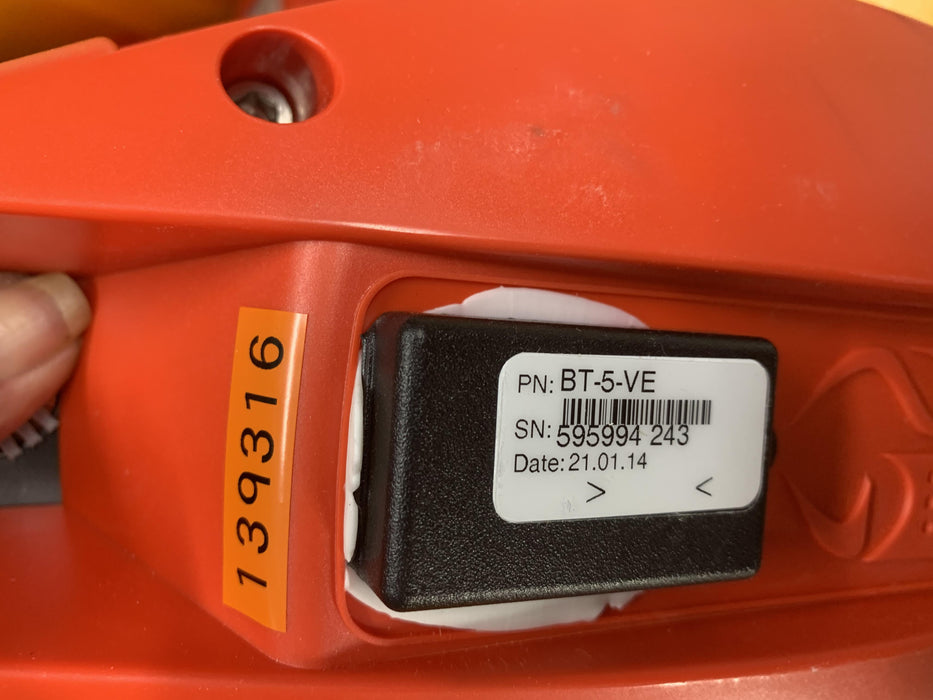 139316
PN: BT-5-VE
SN: 595994 243
Date: 21.01.14
> <